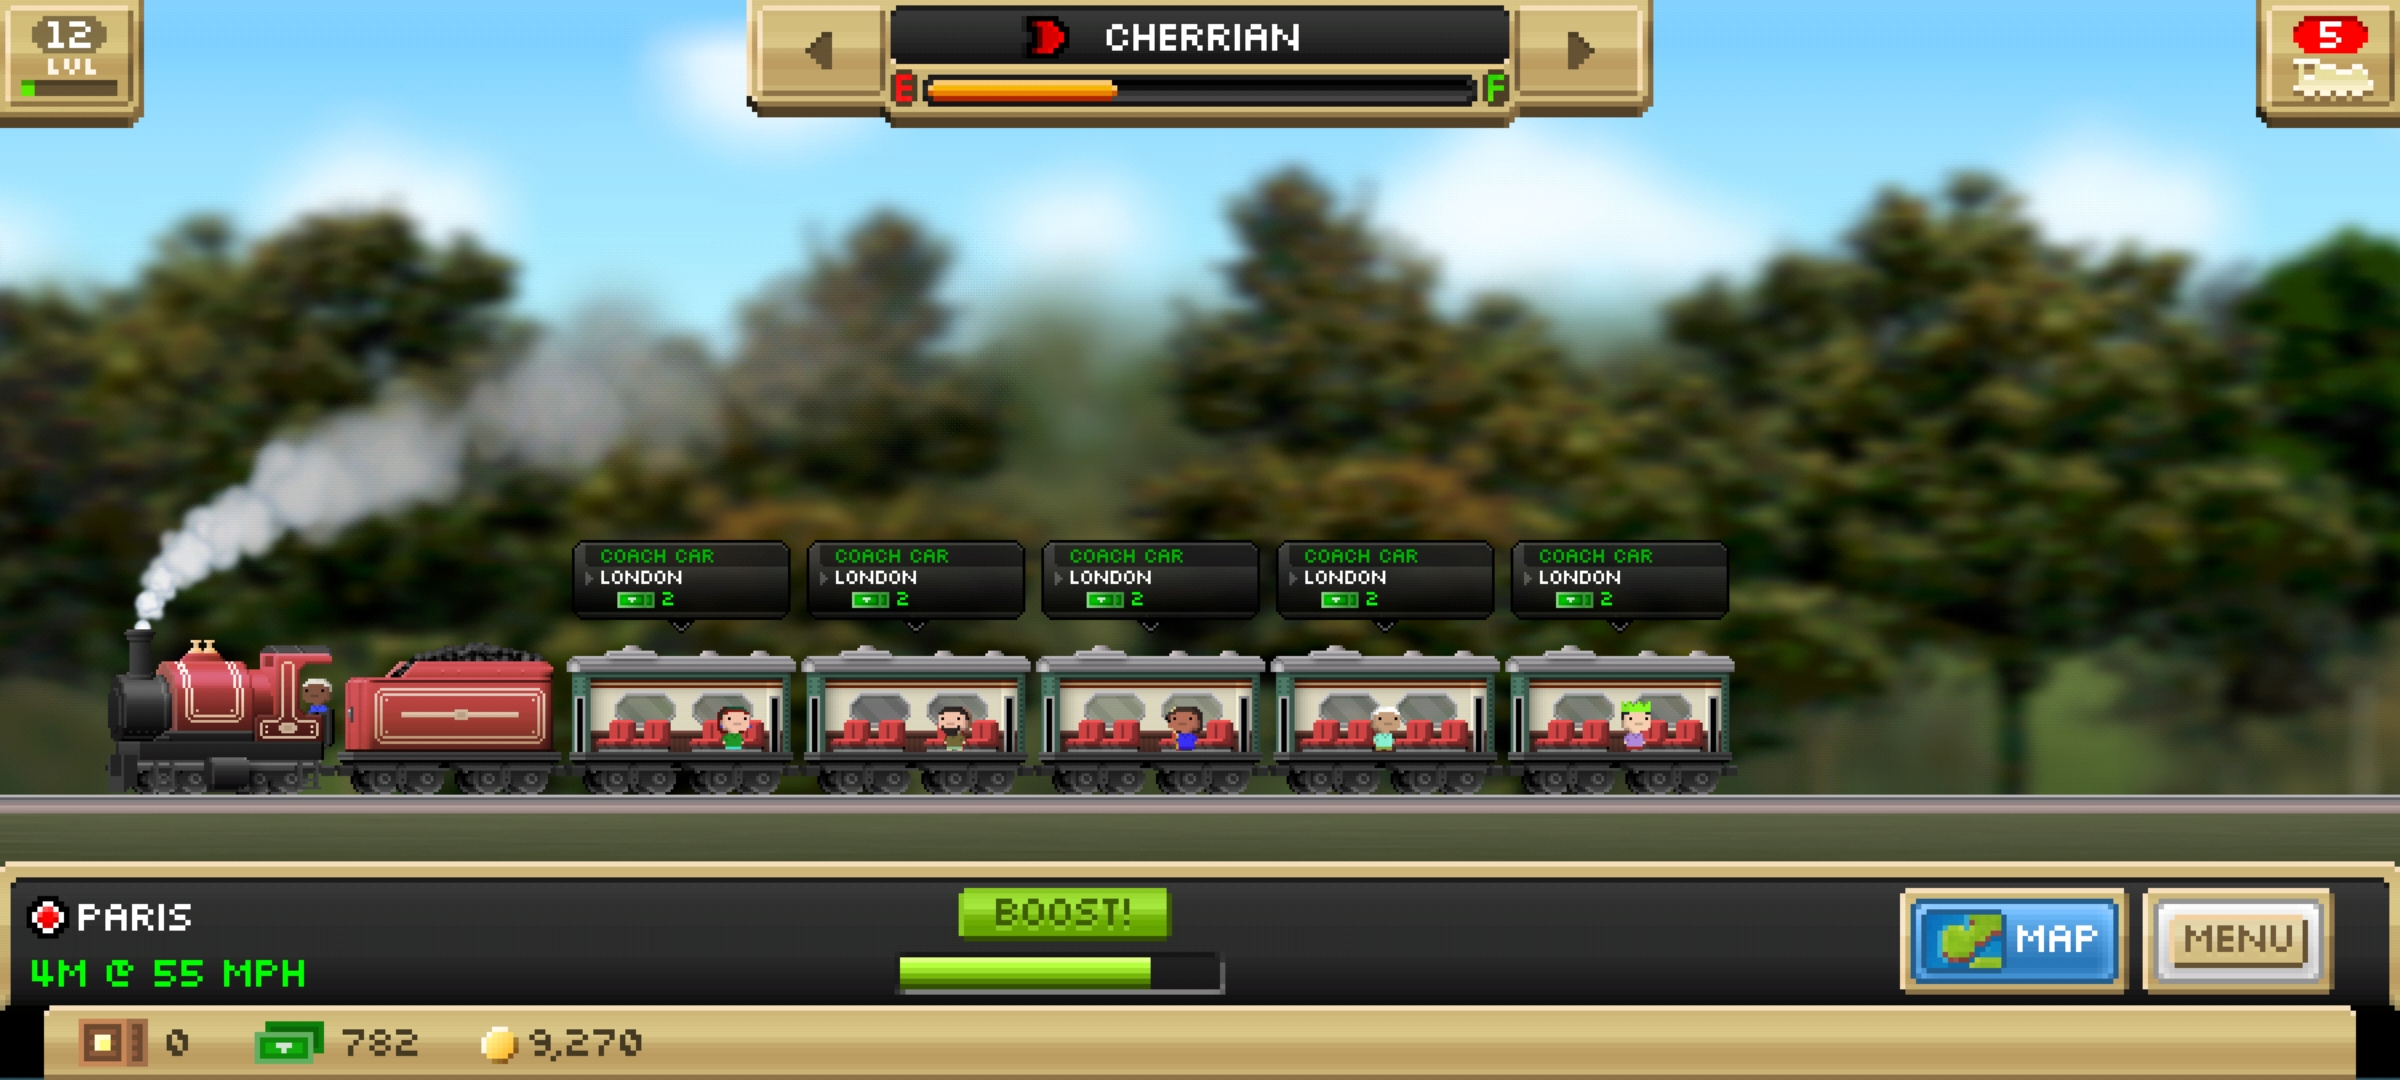 12
LVL
CHERRIAN
E F
5
COACH CAR
LONDON
2
COACH CAR
LONDON
2
COACH CAR
LONDON
2
COACH CAR
LONDON
2
COACH CAR
LONDON
2
PARIS
4M @ 55 MPH
BOOST!
MAP
MENU
0 782 9,270